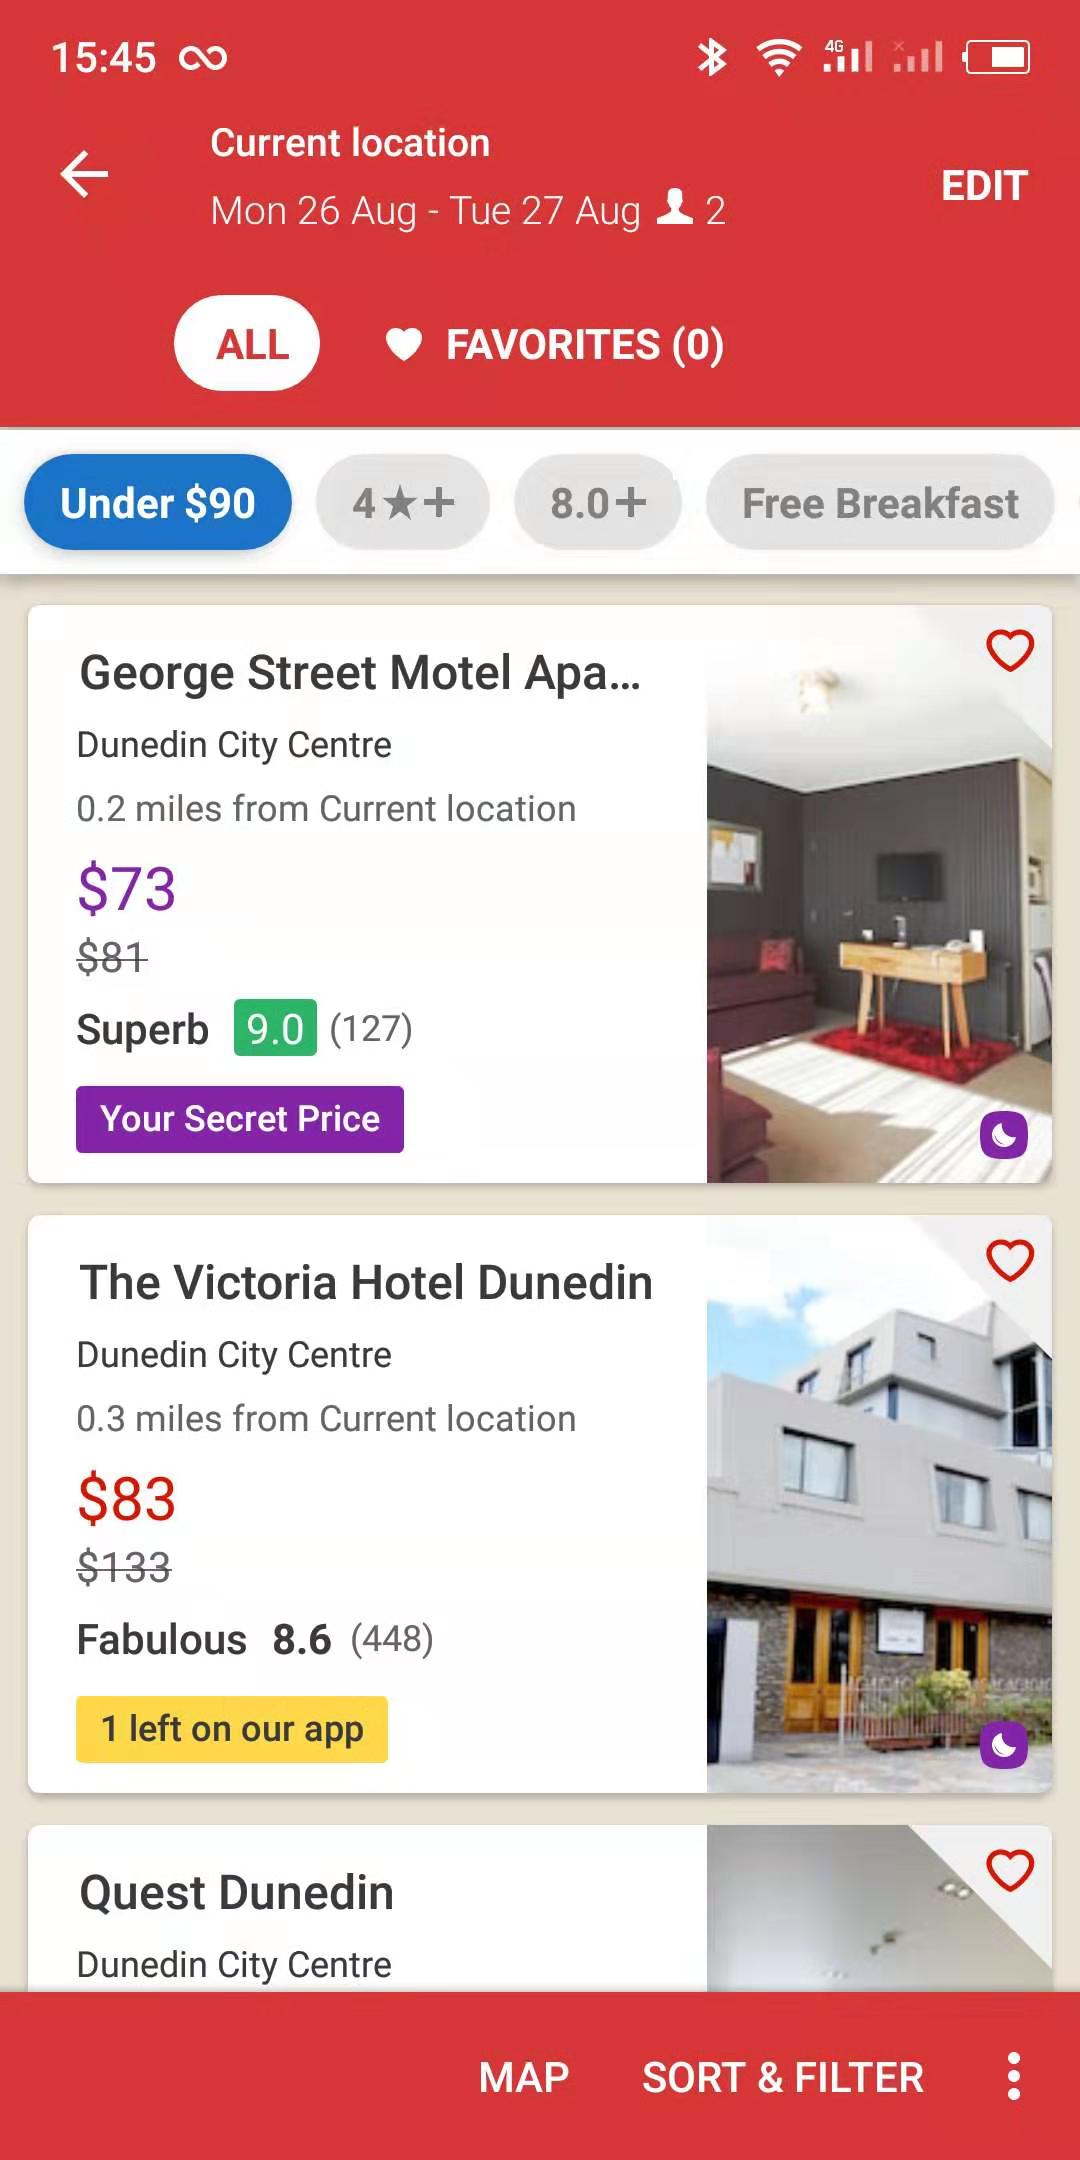 15:45
4G
Current location
Mon 26 Aug - Tue 27 Aug 2
EDIT
ALL
FAVORITES (0)
Under $90
4★+
8.0+
Free Breakfast
George Street Motel Apa...
Dunedin City Centre
0.2 miles from Current location
$73
$81
Superb 9.0 (127)
Your Secret Price
The Victoria Hotel Dunedin
Dunedin City Centre
0.3 miles from Current location
$83
$133
Fabulous 8.6 (448)
1 left on our app
Quest Dunedin
Dunedin City Centre
MAP
SORT & FILTER